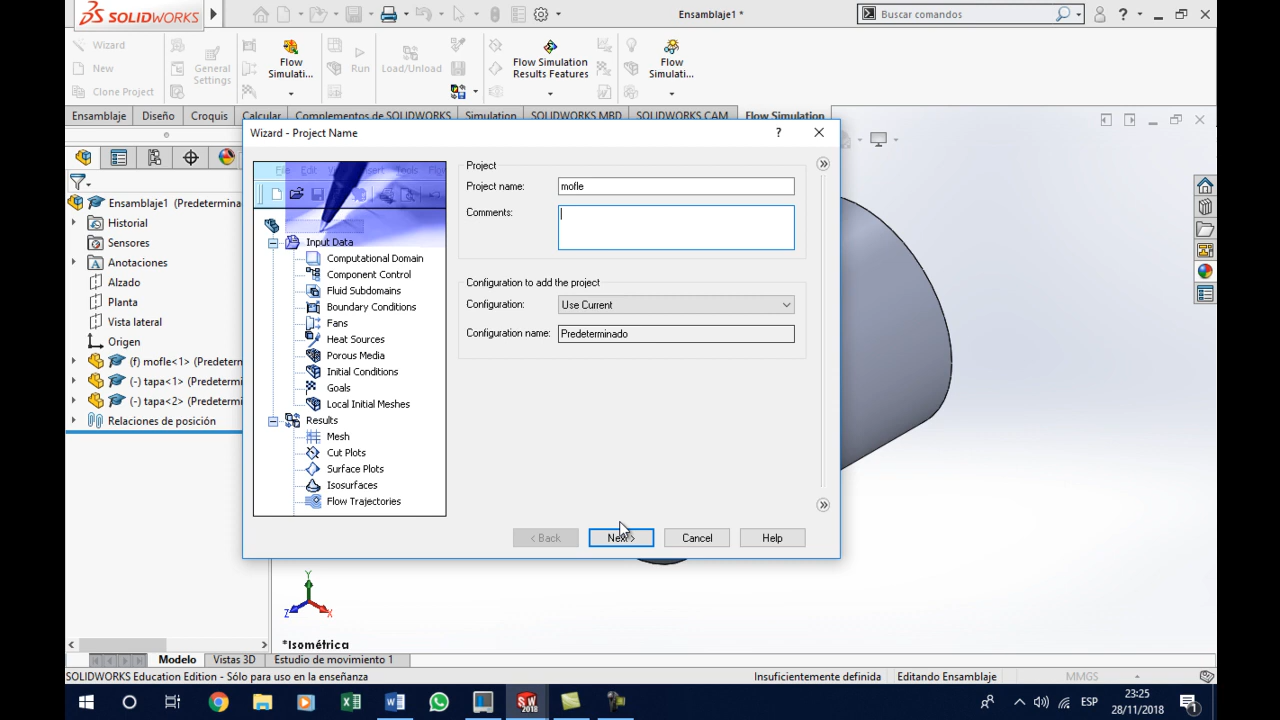 SOLIDWORKS
Ensamblaje1 *
Buscar comandos
?
Wizard
New
Clone Project
General
Settings
Flow
Simulati...
Run
Load/Unload
Flow Simulation
Results Features
Flow
Simulati...
Ensamblaje
Diseño
Croquis
Calcular
Complementos de SOLIDWORKS
Simulation
SOLIDWORKS MBD
SOLIDWORKS CAM
Flow Simulation
Wizard - Project Name
?
Project
Project name:
mofle
Comments:
Configuration to add the project
Configuration:
Use Current
Configuration name:
Predeterminado
Input Data
Computational Domain
Component Control
Fluid Subdomains
Boundary Conditions
Fans
Heat Sources
Porous Media
Initial Conditions
Goals
Local Initial Meshes
Results
Mesh
Cut Plots
Surface Plots
Isosurfaces
Flow Trajectories
< Back
Next >
Cancel
Help
Ensamblaje1 (Predetermina
Historial
Sensores
Anotaciones
Alzado
Planta
Vista lateral
Origen
(f) mofle<1> (Predetermi
(-) tapa<1> (Predetermi
(-) tapa<2> (Predetermi
Relaciones de posición
Y
Z
X
*Isométrica
Modelo
Vistas 3D
Estudio de movimiento 1
SOLIDWORKS Education Edition - Sólo para uso en la enseñanza
Insuficientemente definida
Editando Ensamblaje
MMGS
SW
2018
ESP
23:25
28/11/2018
1